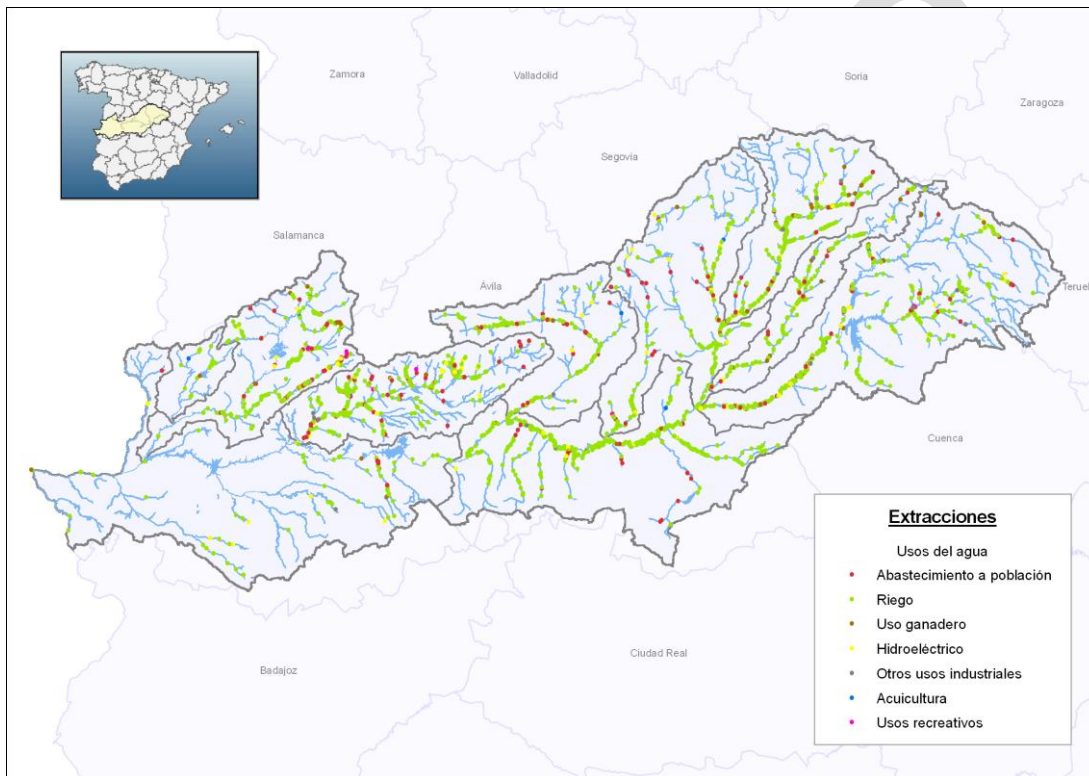 Zamora
Valladolid
Soria
Zaragoza
Segovia
Salamanca
Ávila
Teruel
Cuenca
Badajoz
Ciudad Real
Extracciones
Usos del agua
Abastecimiento a población
Riego
Uso ganadero
Hidroeléctrico
Otros usos industriales
Acuicultura
Usos recreativos